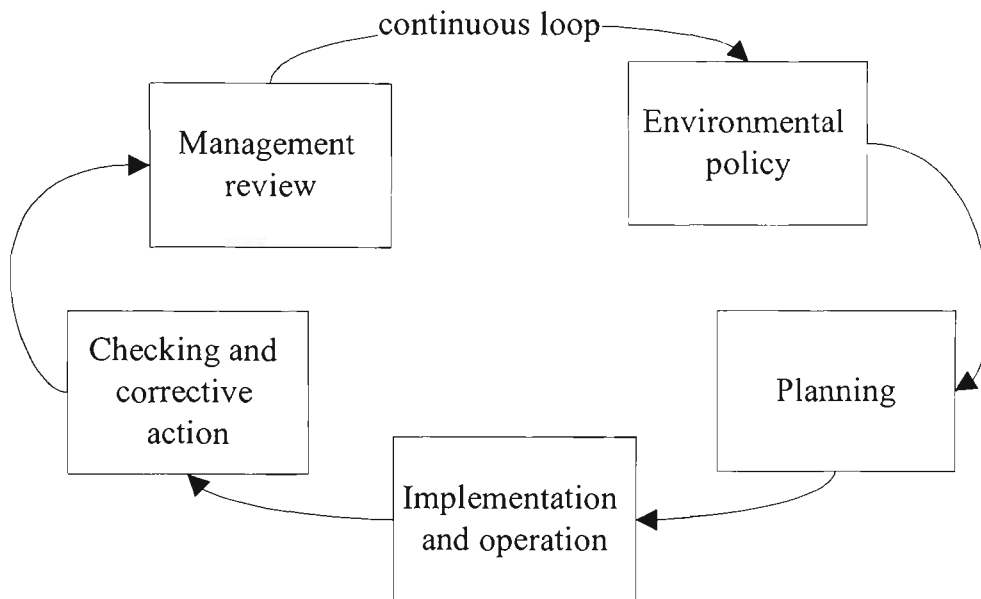 continuous loop
Management
review
Environmental
policy
Checking and
corrective
action
Planning
Implementation
and operation